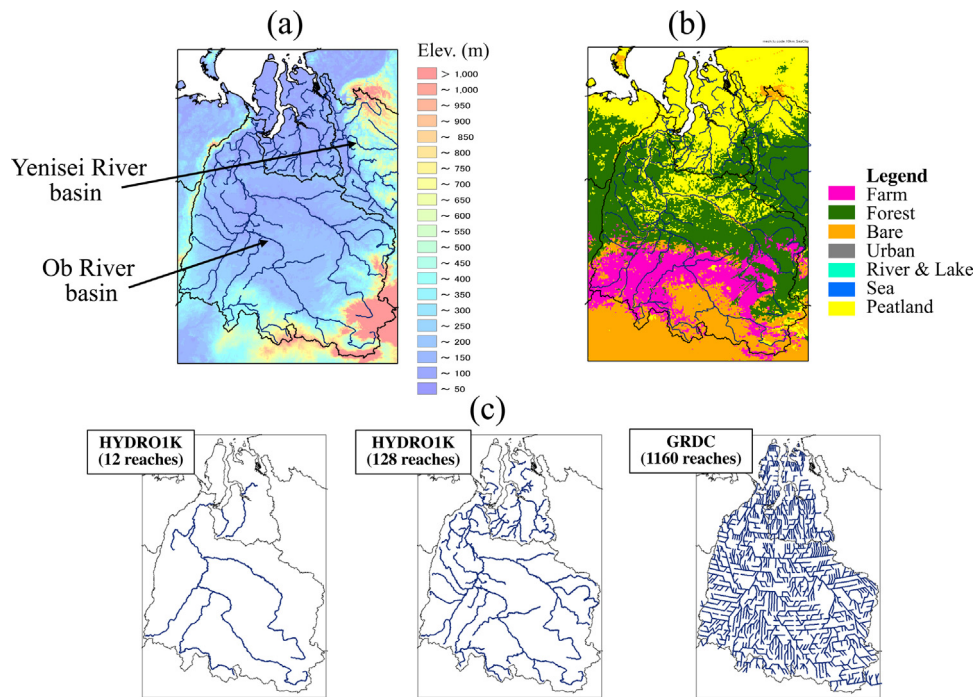 (a)
(b)
Elev. (m)
> 1,000
~ 1,000
~ 950
~ 900
~ 850
~ 800
~ 750
~ 700
~ 650
~ 600
~ 550
~ 500
~ 450
~ 400
~ 350
~ 300
~ 250
~ 200
~ 150
~ 100
~ 50
Yenisei River
basin
Ob River
basin
Legend
Farm
Forest
Bare
Urban
River & Lake
Sea
Peatland
(c)
HYDRO1K
(12 reaches)
HYDRO1K
(128 reaches)
GRDC
(1160 reaches)